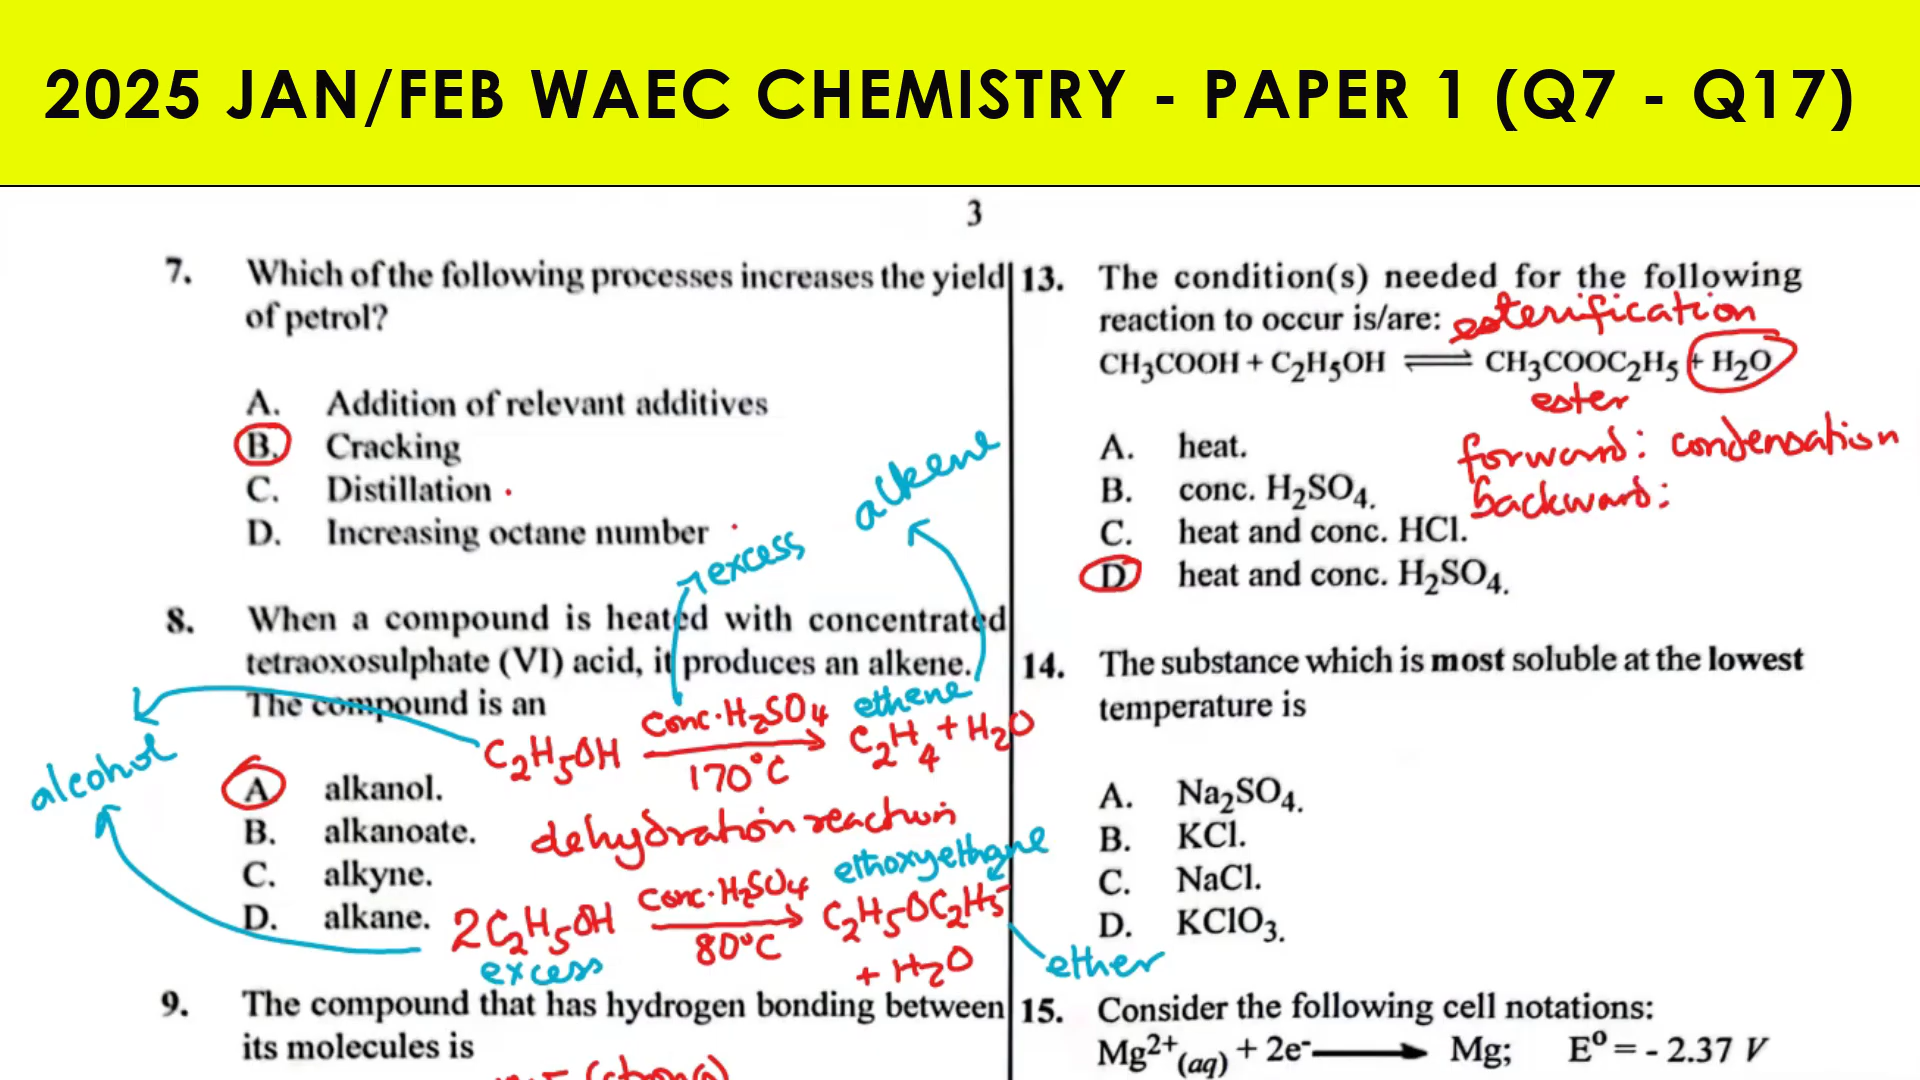 2025 JAN/FEB WAEC CHEMISTRY - PAPER 1 (Q7 - Q17)
3
7. Which of the following processes increases the yield of petrol?
A. Addition of relevant additives
B. Cracking
C. Distillation
D. Increasing octane number
excess
alkene
8. When a compound is heated with concentrated
tetraoxosulphate (VI) acid, it produces an alkene.
The compound is an
alcohol
C₂H₅OH conc. H₂SO₄ 170°C ethene C₂H₄ + H₂O
A. alkanol.
B. alkanoate.
C. alkyne.
D. alkane.
dehydration reaction
2C₂H₅OH conc. H₂SO₄ 80°C ethoxyethane C₂H₅OC₂H₅
excess
+ H₂O
ether
9. The compound that has hydrogen bonding between
its molecules is
(strong)
13. The condition(s) needed for the following
reaction to occur is/are: esterification
CH₃COOH + C₂H₅OH ⇌ CH₃COOC₂H₅ + H₂O
ester
forward: condensation
backward:
A. heat.
B. conc. H₂SO₄.
C. heat and conc. HCl.
D heat and conc. H₂SO₄.
14. The substance which is most soluble at the lowest
temperature is
A. Na₂SO₄.
B. KCl.
C. NaCl.
D. KClO₃.
15. Consider the following cell notations:
Mg²⁺(aq) + 2e⁻ → Mg; E⁰ = - 2.37 V